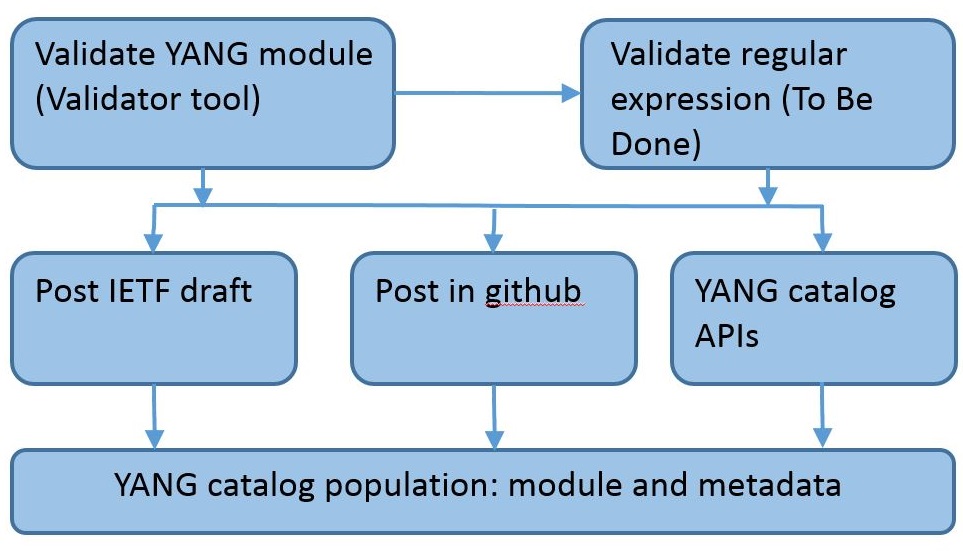 Validate YANG module
(Validator tool)
Validate regular
expression (To Be
Done)
Post IETF draft
Post in github
YANG catalog
APIs
YANG catalog population: module and metadata